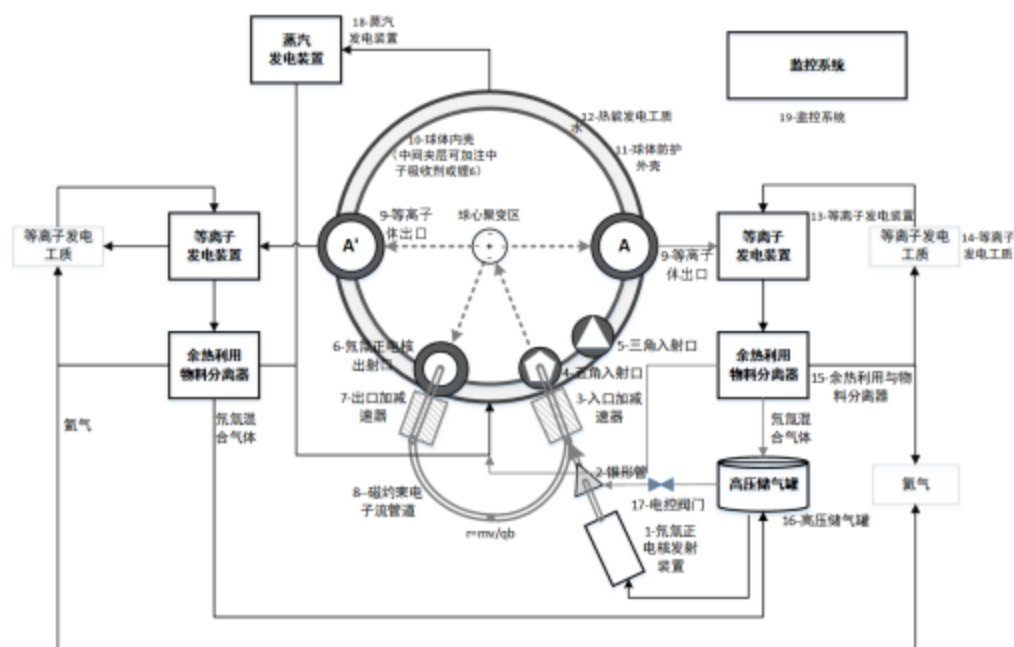 18-蒸汽
发电装置
蒸汽
发电装置
监控系统
19-监控系统
12-热能发电工质
水
10-球体内壳
(中间夹层可加注中
子吸收剂或锂6)
11-球体防护
外壳
9-等离子
体出口
球心聚变区
A'
A
9-等离子
体出口
等离子发电
工质
等离子
发电装置
等离子
发电装置
13-等离子发电装置
等离子发电
工质
14-等离子
发电工质
6-氘氚正电核
出射口
5-三角入射口
4-五角入射口
7-出口加减
速器
3-入口加减
速器
余热利用
物料分离器
余热利用
物料分离器
15-余热利用与物
料分离器
氦气
氘氚混
合气体
氘氚混
合气体
8-磁约束电
子流管道
r=mv/qb
2-锥形管
17-电控阀门
高压储气罐
16-高压储气罐
氦气
1-氘氚正
电核发射
装置